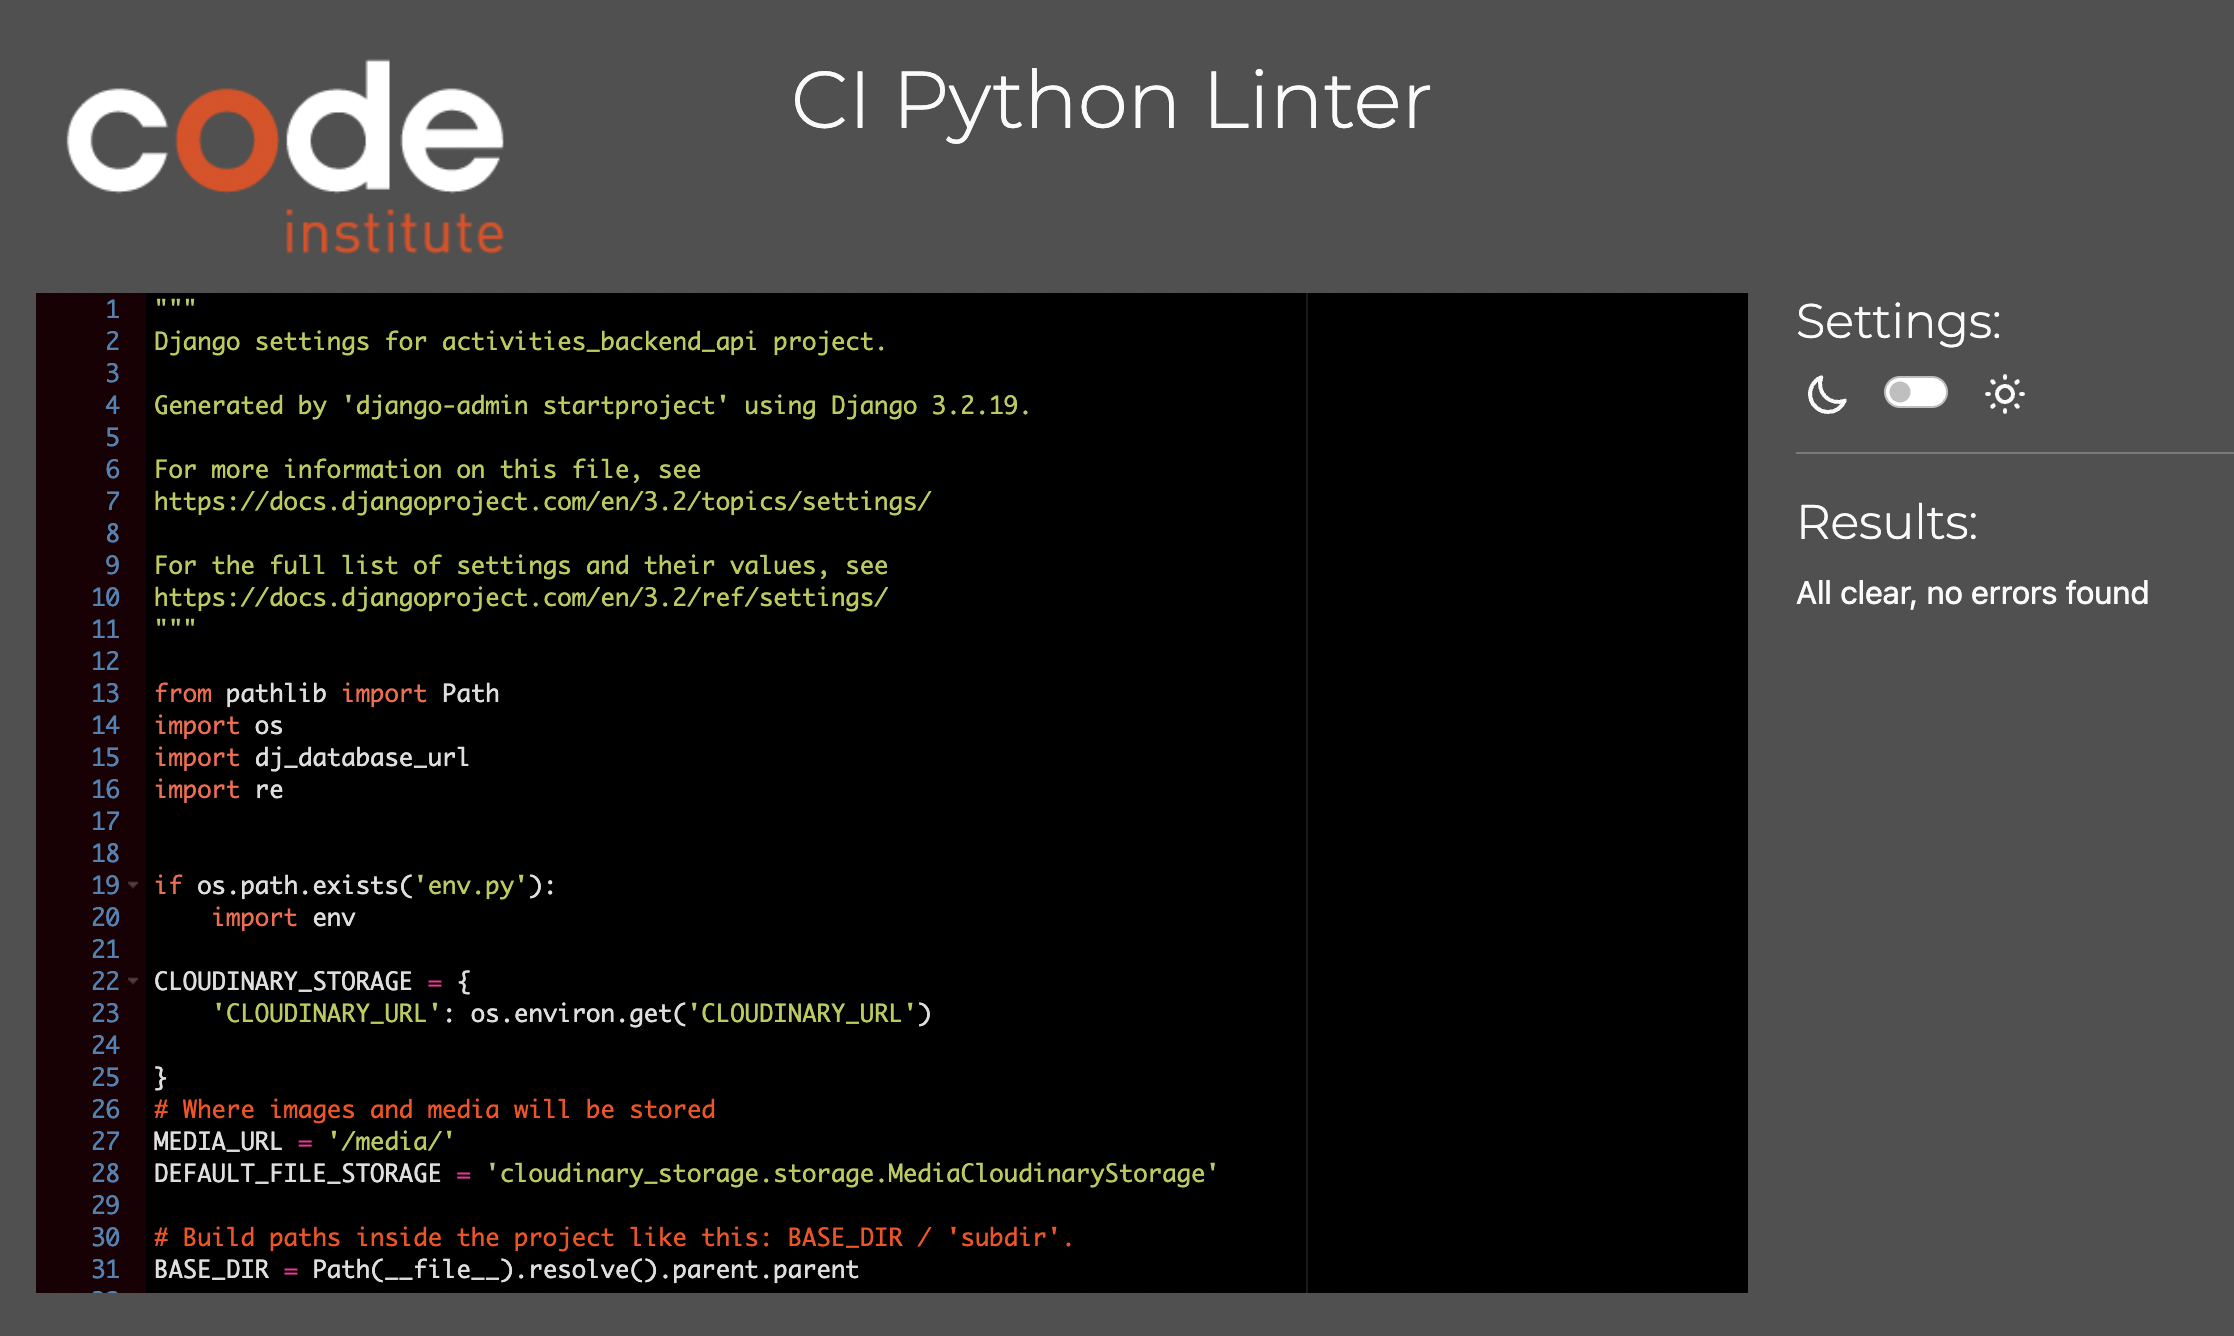 code
institute
CI Python Linter
1 """
2 Django settings for activities_backend_api project.
3
4 Generated by 'django-admin startproject' using Django 3.2.19.
5
6 For more information on this file, see
7 https://docs.djangoproject.com/en/3.2/topics/settings/
8
9 For the full list of settings and their values, see
10 https://docs.djangoproject.com/en/3.2/ref/settings/
11 """
12
13 from pathlib import Path
14 import os
15 import dj_database_url
16 import re
17
18
19 if os.path.exists('env.py'):
20     import env
21
22 CLOUDINARY_STORAGE = {
23     'CLOUDINARY_URL': os.environ.get('CLOUDINARY_URL')
24
25 }
26 # Where images and media will be stored
27 MEDIA_URL = '/media/'
28 DEFAULT_FILE_STORAGE = 'cloudinary_storage.storage.MediaCloudinaryStorage'
29
30 # Build paths inside the project like this: BASE_DIR / 'subdir'.
31 BASE_DIR = Path(__file__).resolve().parent.parent
Settings:
Results:
All clear, no errors found